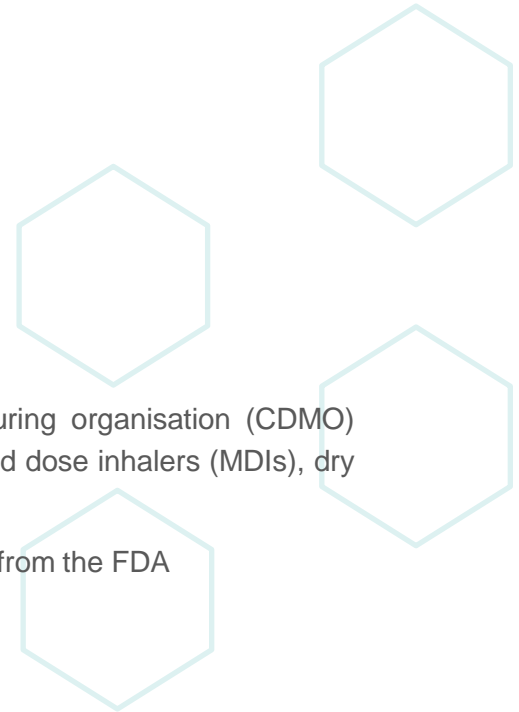 uring organisation (CDMO)
d dose inhalers (MDIs), dry
from the FDA